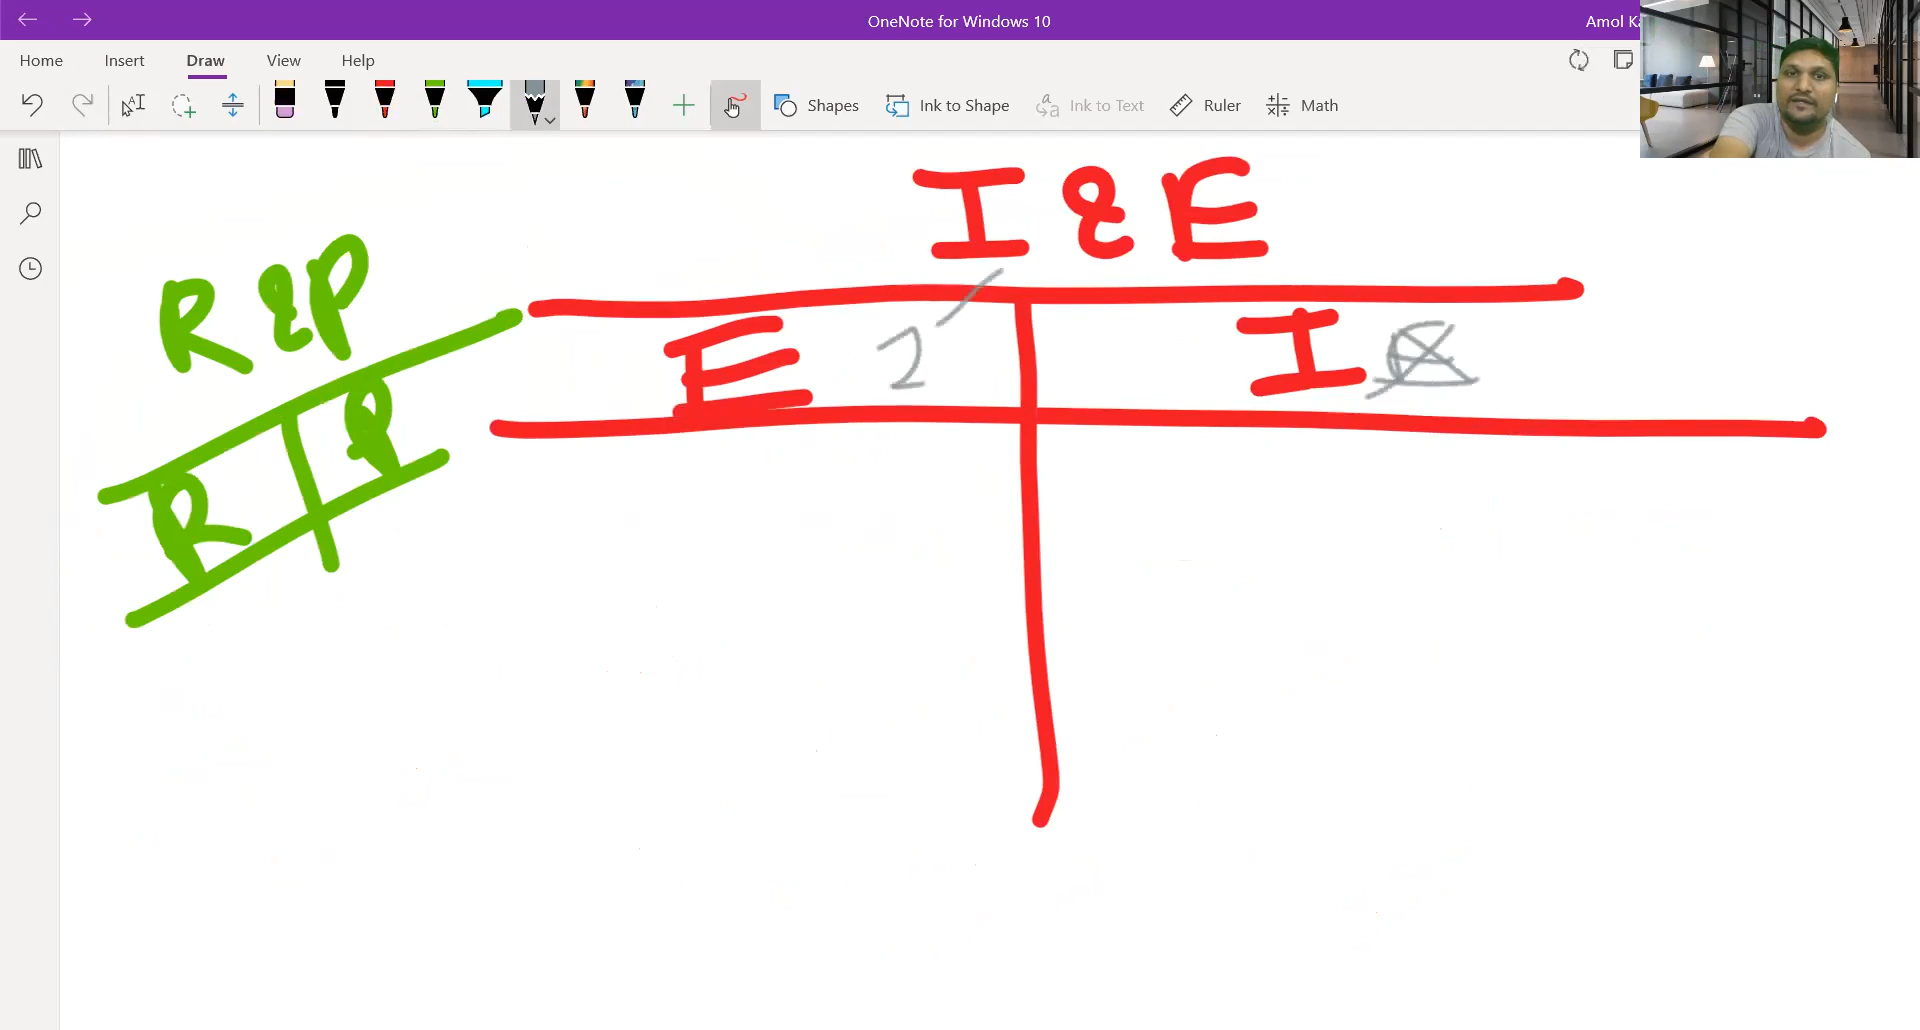 OneNote for Windows 10
Amol Ka
Home Insert Draw View Help
Shapes Ink to Shape Ink to Text Ruler Math
I & E
R & P
E 2 I
R P